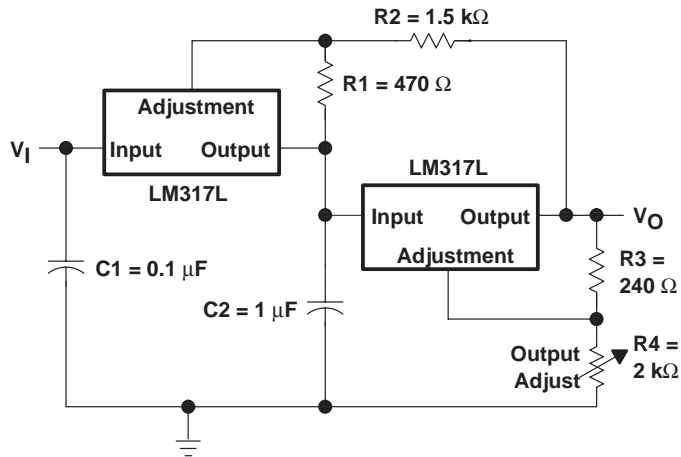 R2 = 1.5 kΩ
R1 = 470 Ω
Adjustment
VI
Input
Output
LM317L
LM317L
Input
Output
Adjustment
VO
R3 =
240 Ω
C1 = 0.1 μF
C2 = 1 μF
Output
Adjust
R4 =
2 kΩ